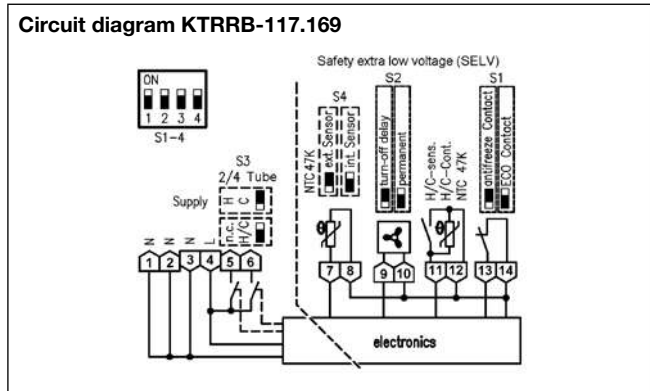 Circuit diagram KTRRB-117.169
Safety extra low voltage (SELV)
ON
1 2 3 4
S1-4
S3
2/4 Tube
Supply
H C
n.c. H/C
N N N L
1 2 3 4 5 6
S4
NTC 47K
ext. Sensor
int. Sensor
S2
turn-off delay
permanent
H/C-sens.
H/C-Cont.
NTC 47K
S1
antifreeze Contact
ECO Contact
7 8 9 10 11 12 13 14
electronics